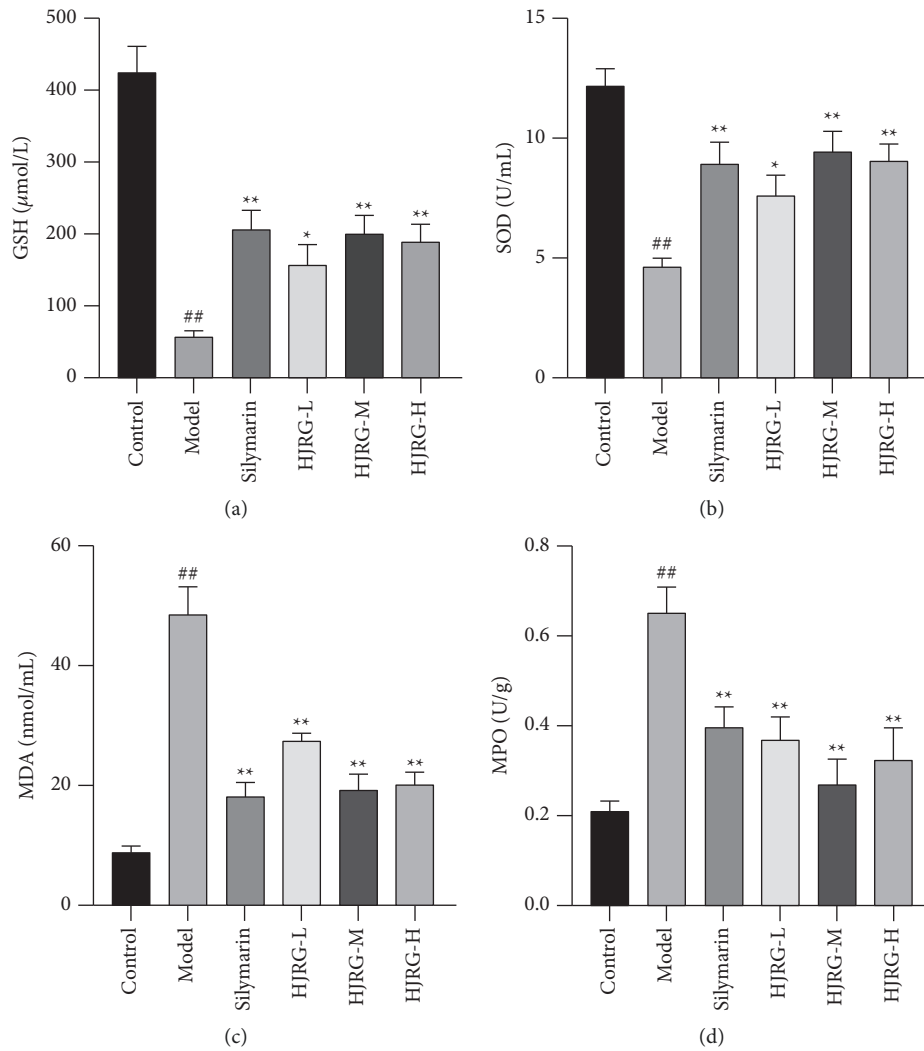 500
400
300
200
100
0
GSH (μmol/L)
##
**
*
**
**
Control
Model
Silymarin
HJRG-L
HJRG-M
HJRG-H
(a)
15
10
5
0
SOD (U/mL)
##
**
*
**
**
Control
Model
Silymarin
HJRG-L
HJRG-M
HJRG-H
(b)
60
40
20
0
MDA (nmol/mL)
##
**
**
**
**
Control
Model
Silymarin
HJRG-L
HJRG-M
HJRG-H
(c)
0.8
0.6
0.4
0.2
0.0
MPO (U/g)
##
**
**
**
**
Control
Model
Silymarin
HJRG-L
HJRG-M
HJRG-H
(d)